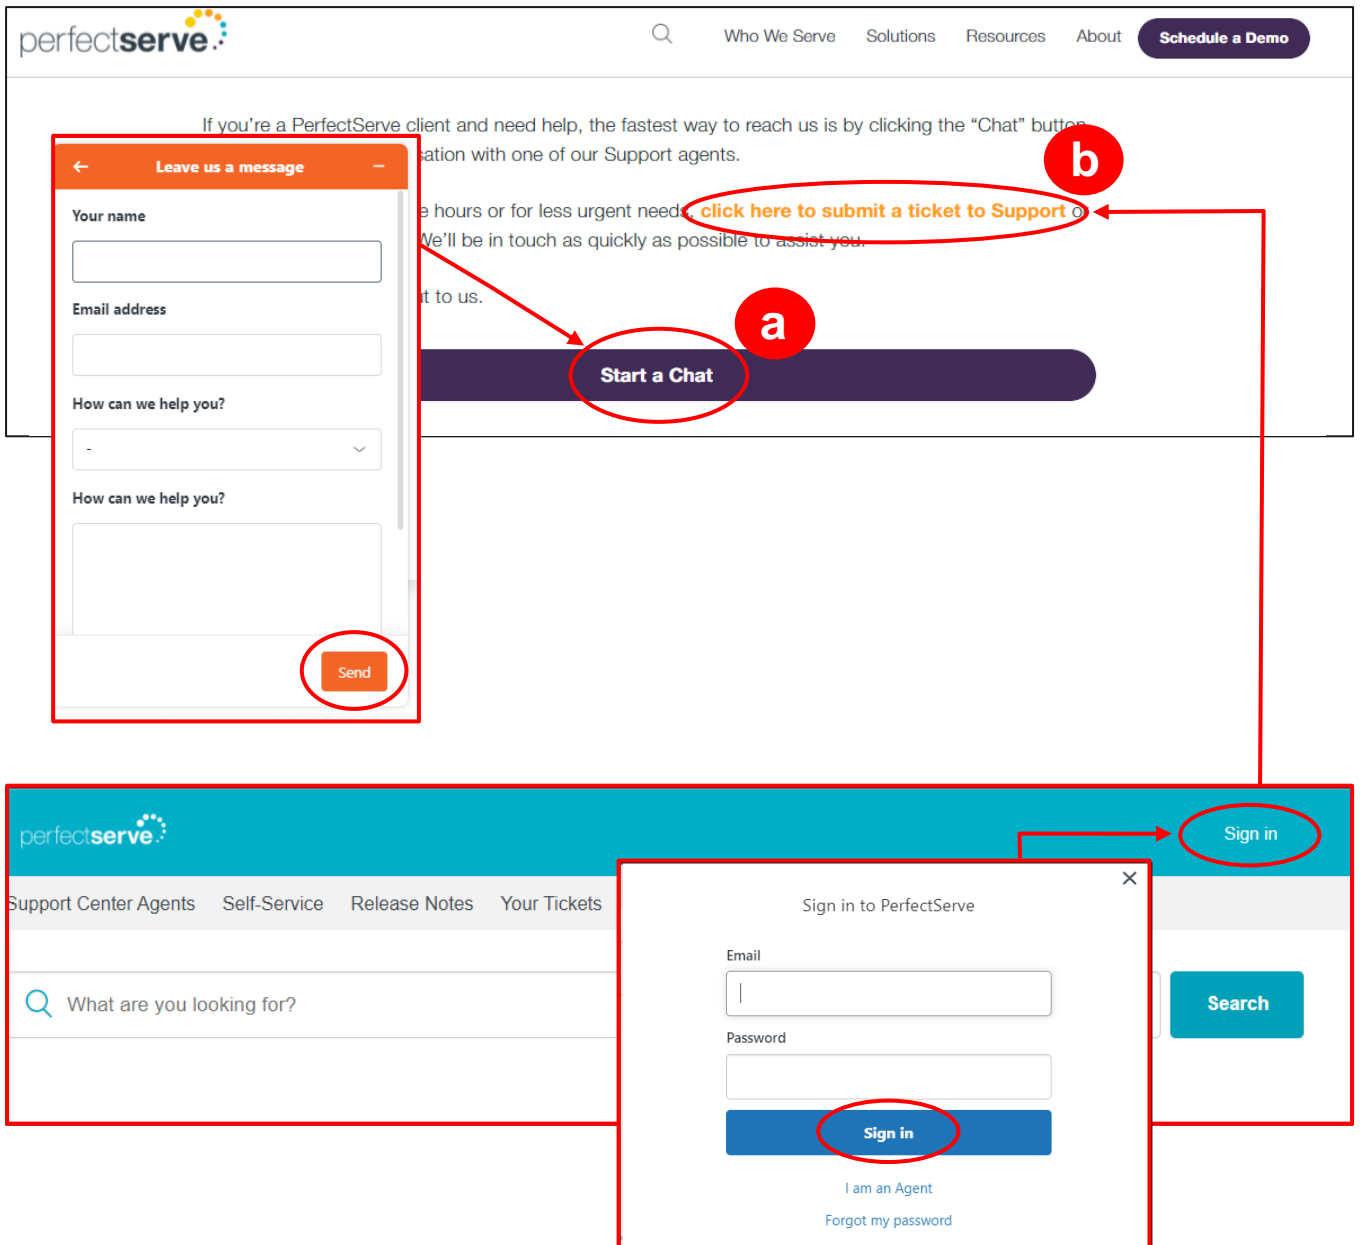 perfectserve
Who We Serve Solutions Resources About Schedule a Demo
If you're a PerfectServe client and need help, the fastest way to reach us is by clicking the “Chat” button
sation with one of our Support agents.
b
e hours or for less urgent needs, click here to submit a ticket to Support or
We'll be in touch as quickly as possible to assist you.
ut to us.
a
Start a Chat
Leave us a message
Your name
Email address
How can we help you?
-
How can we help you?
Send
perfectserve
Sign in
Support Center Agents Self-Service Release Notes Your Tickets
What are you looking for?
Search
Sign in to PerfectServe
Email
Password
Sign in
I am an Agent
Forgot my password